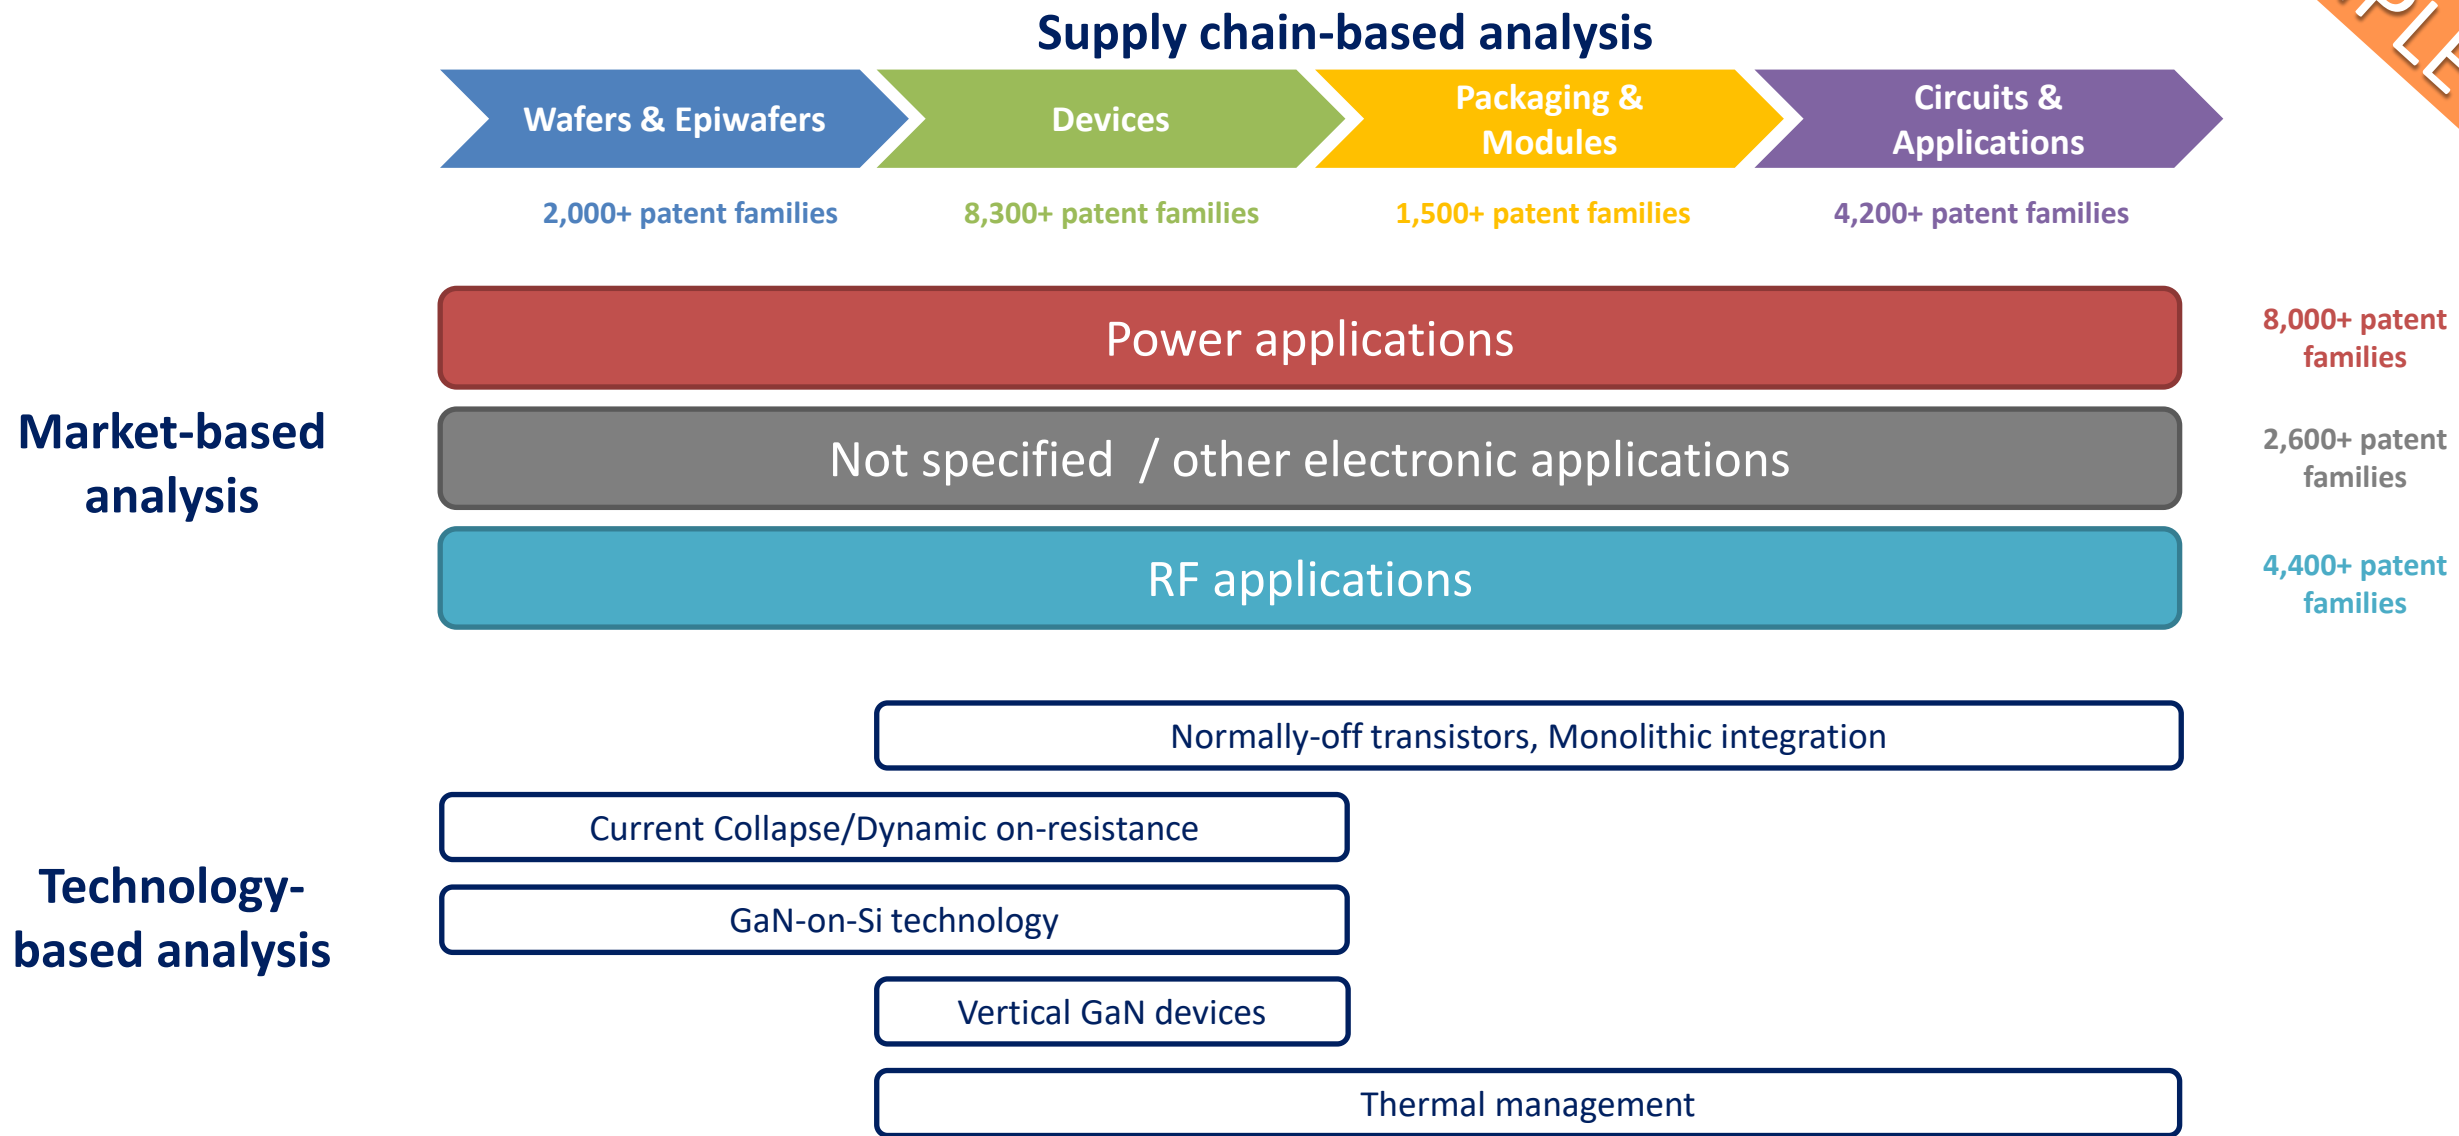 Supply chain-based analysis
Wafers & Epiwafers
Devices
Packaging &
Modules
Circuits &
Applications
2,000+ patent families
8,300+ patent families
1,500+ patent families
4,200+ patent families
Market-based
analysis
Power applications
8,000+ patent
families
Not specified / other electronic applications
2,600+ patent
families
RF applications
4,400+ patent
families
Technology-
based analysis
Normally-off transistors, Monolithic integration
Current Collapse/Dynamic on-resistance
GaN-on-Si technology
Vertical GaN devices
Thermal management